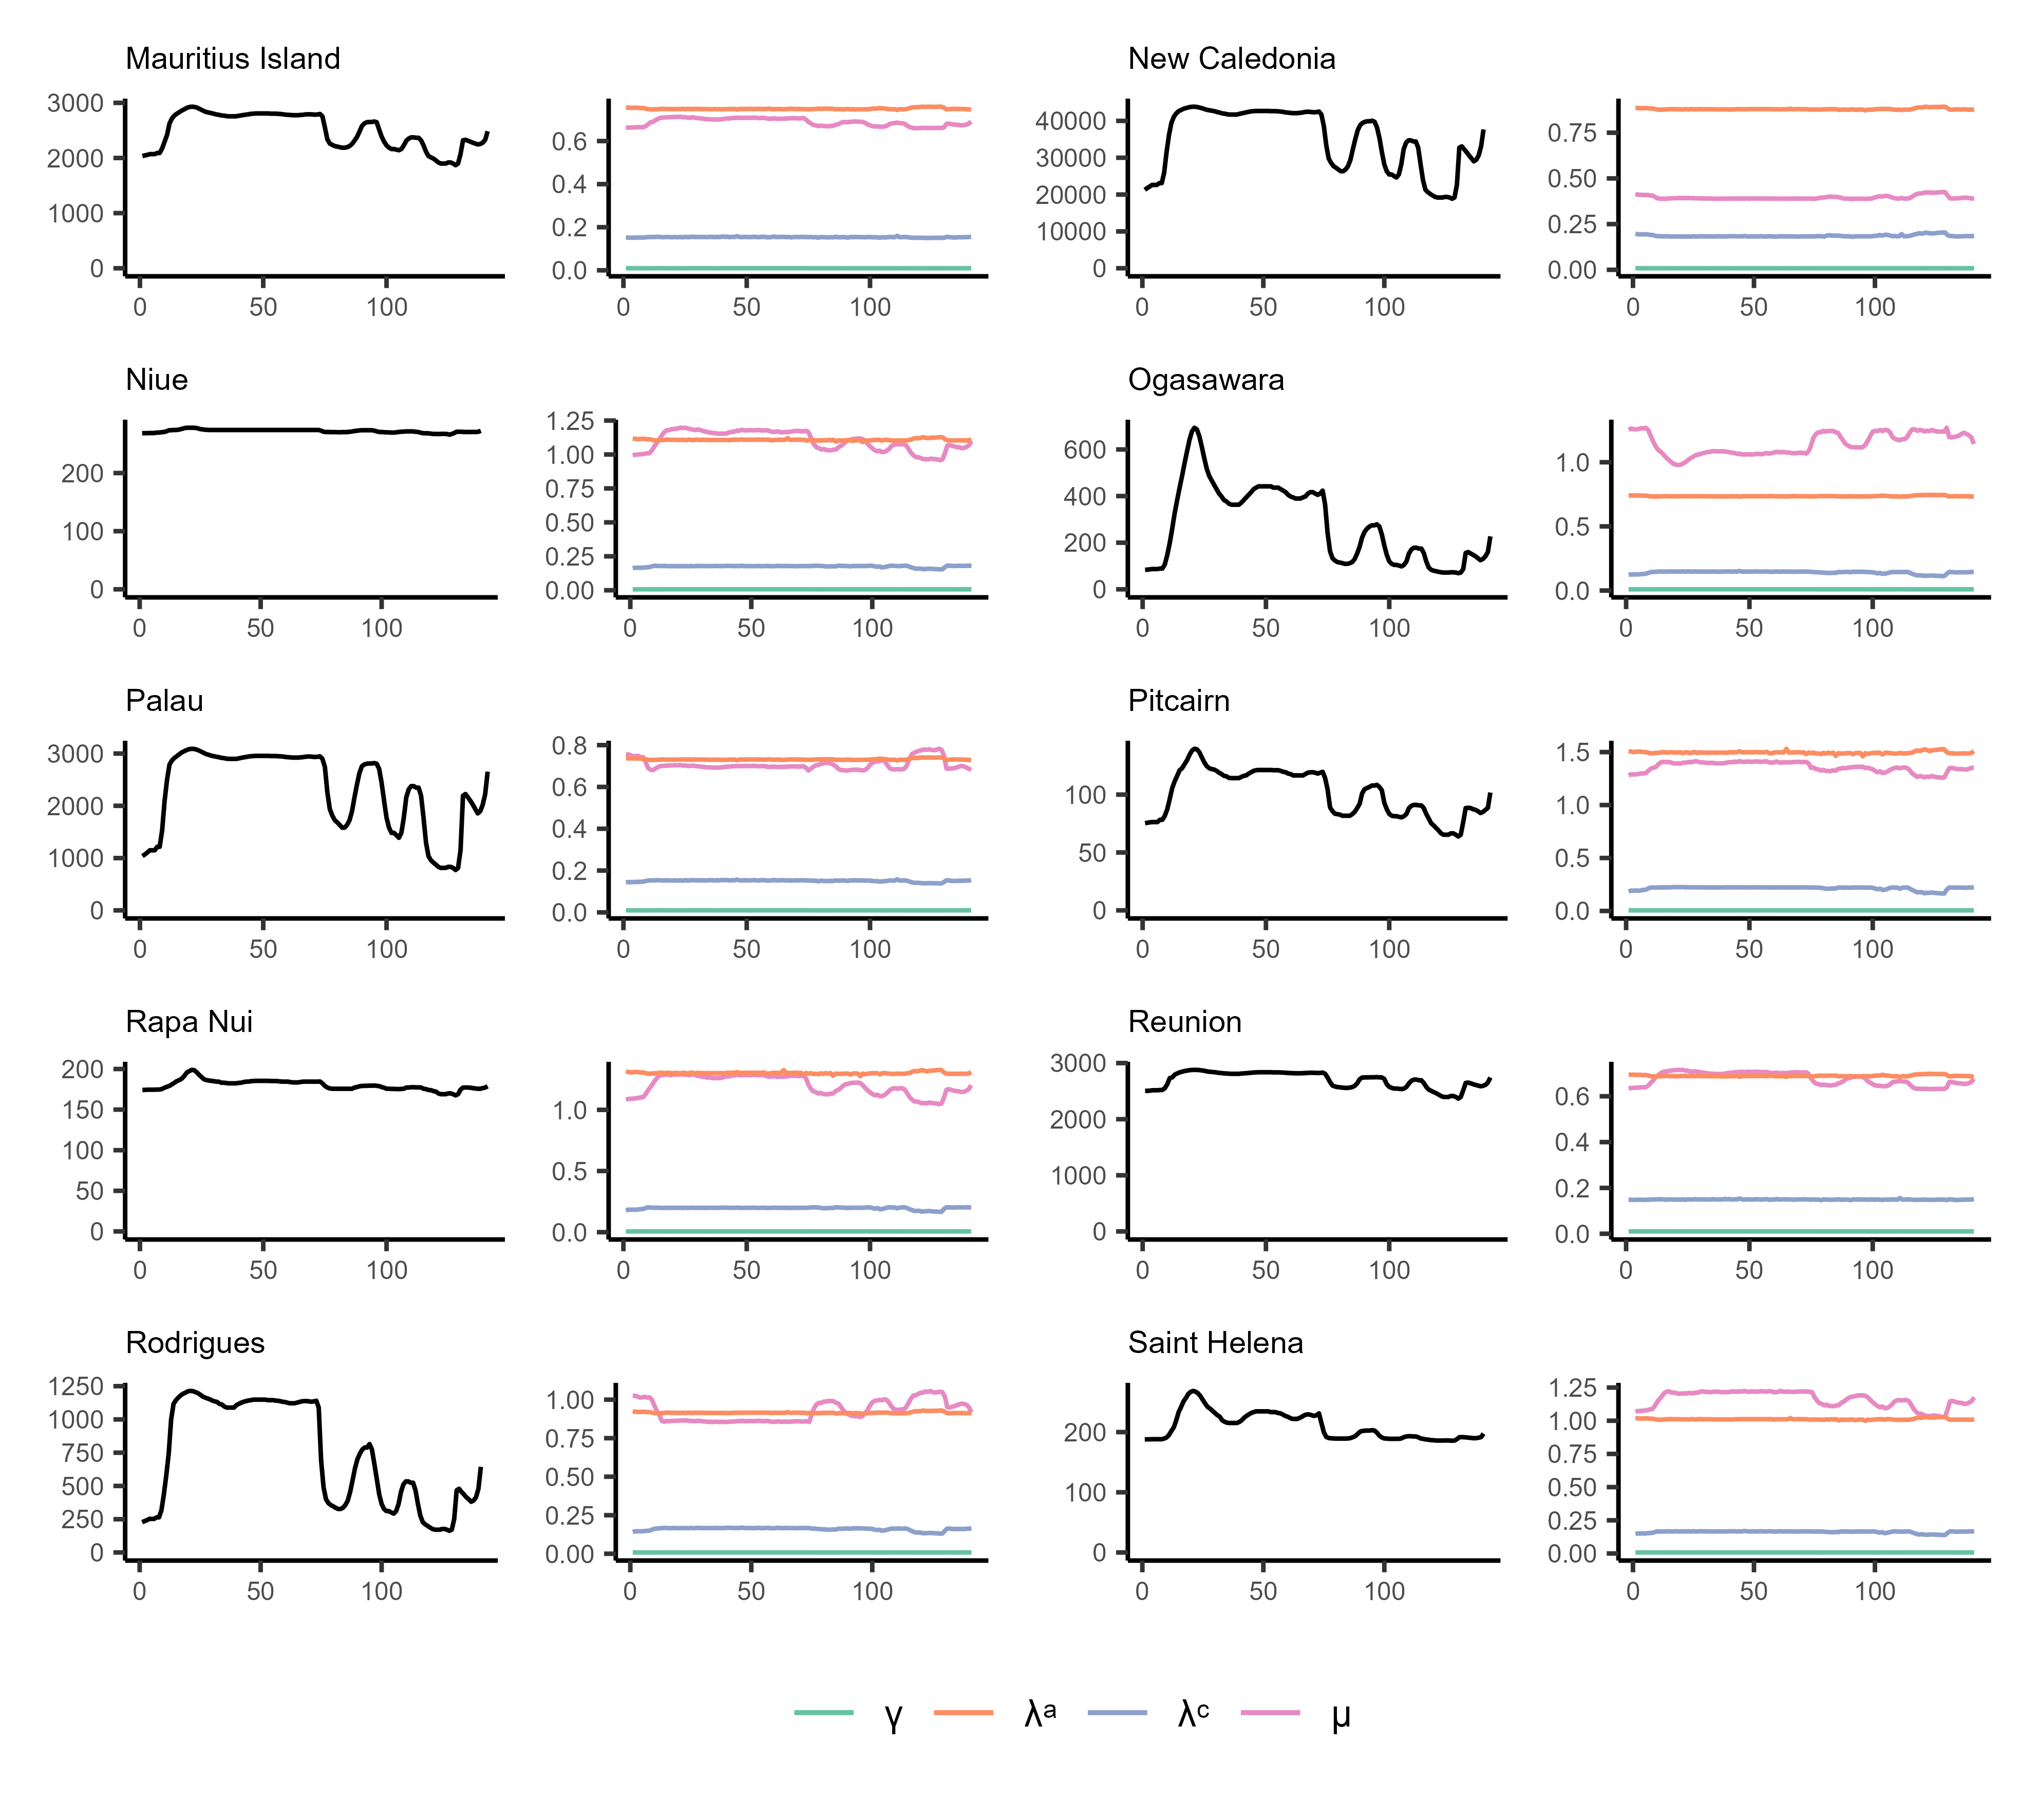 Mauritius Island
3000
2000
1000
0
0 50 100
0.6
0.4
0.2
0.0
0 50 100
New Caledonia
40000
30000
20000
10000
0
0 50 100
0.75
0.50
0.25
0.00
0 50 100
Niue
200
100
0
0 50 100
1.25
1.00
0.75
0.50
0.25
0.00
0 50 100
Ogasawara
600
400
200
0
0 50 100
1.0
0.5
0.0
0 50 100
Palau
3000
2000
1000
0
0 50 100
0.8
0.6
0.4
0.2
0.0
0 50 100
Pitcairn
100
50
0
0 50 100
1.5
1.0
0.5
0.0
0 50 100
Rapa Nui
200
150
100
50
0
0 50 100
1.0
0.5
0.0
0 50 100
Reunion
3000
2000
1000
0
0 50 100
0.6
0.4
0.2
0.0
0 50 100
Rodrigues
1250
1000
750
500
250
0
0 50 100
1.00
0.75
0.50
0.25
0.00
0 50 100
Saint Helena
200
100
0
0 50 100
1.25
1.00
0.75
0.50
0.25
0.00
0 50 100
γ λᵃ λᶜ μ